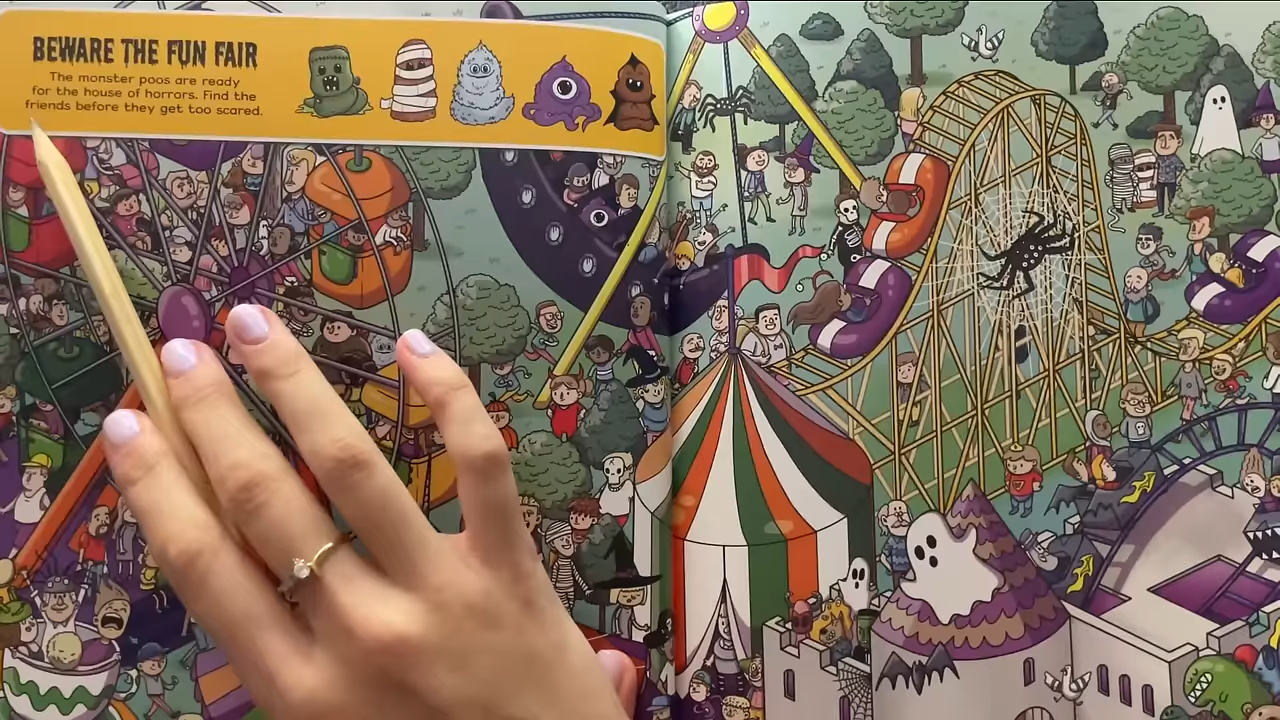 BEWARE THE FUN FAIR
The monster poos are ready
for the house of horrors. Find the
friends before they get too scared.